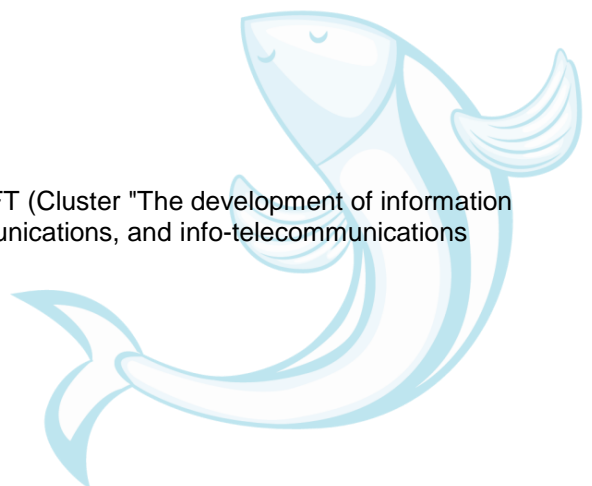 FT (Cluster "The development of information
unications, and info-telecommunications